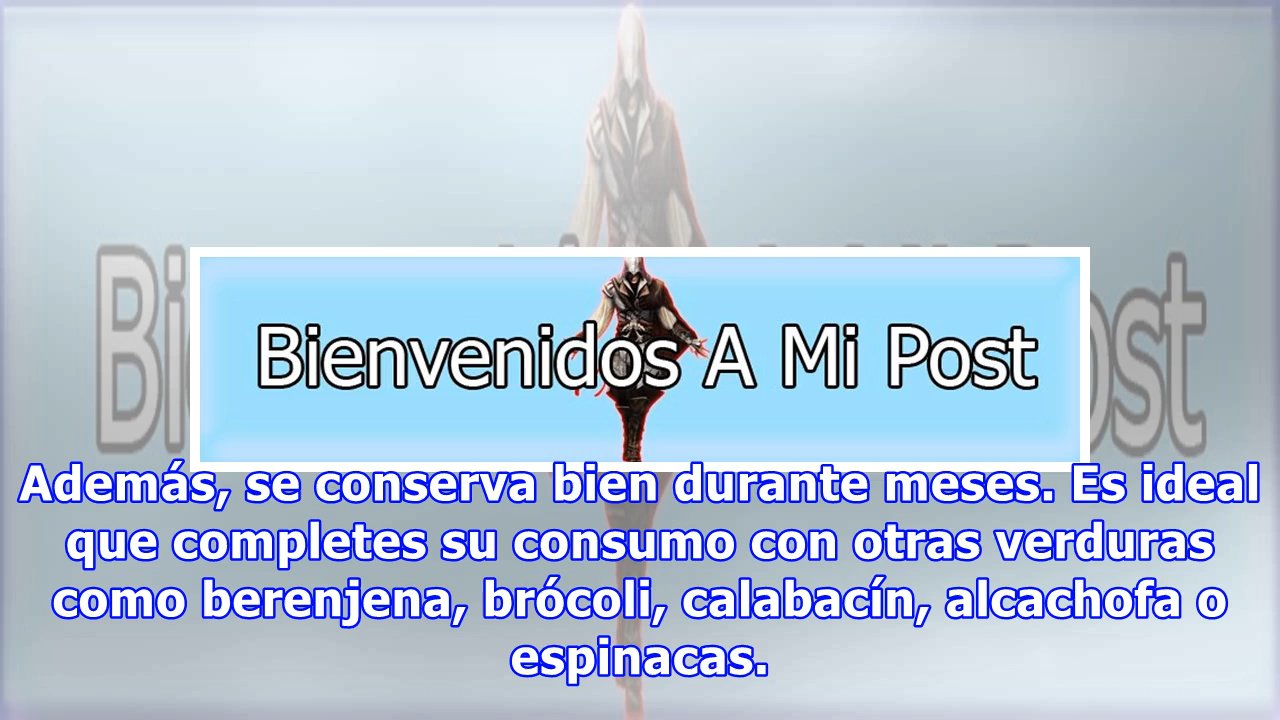 Bienvenidos A Mi Post
Además, se conserva bien durante meses. Es ideal
que completes su consumo con otras verduras
como berenjena, brócoli, calabacín, alcachofa o
espinacas.